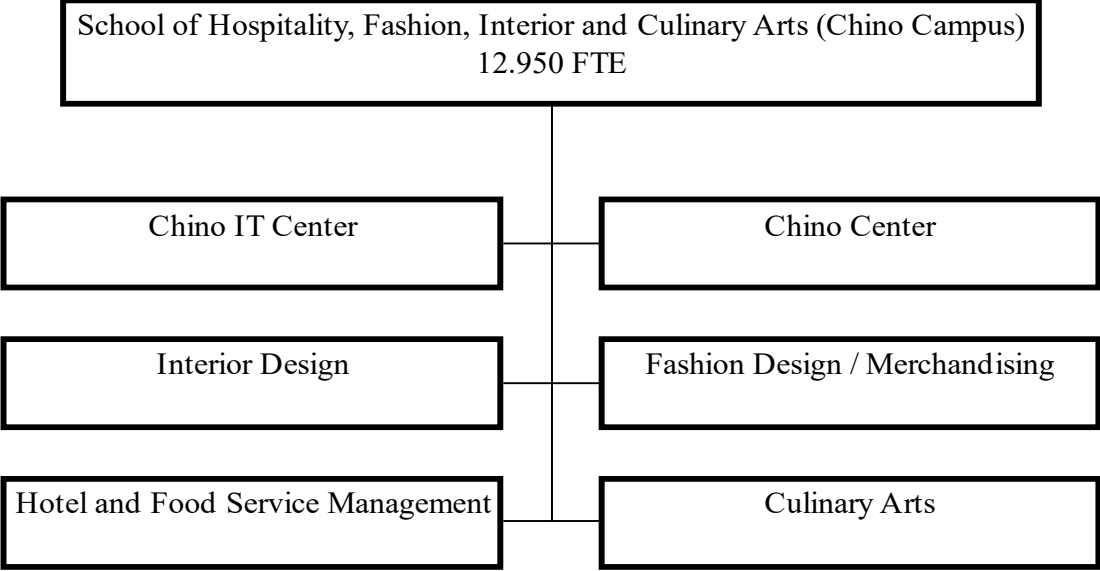 School of Hospitality, Fashion, Interior and Culinary Arts (Chino Campus)
12.950 FTE
Chino IT Center
Chino Center
Interior Design
Fashion Design / Merchandising
Hotel and Food Service Management
Culinary Arts